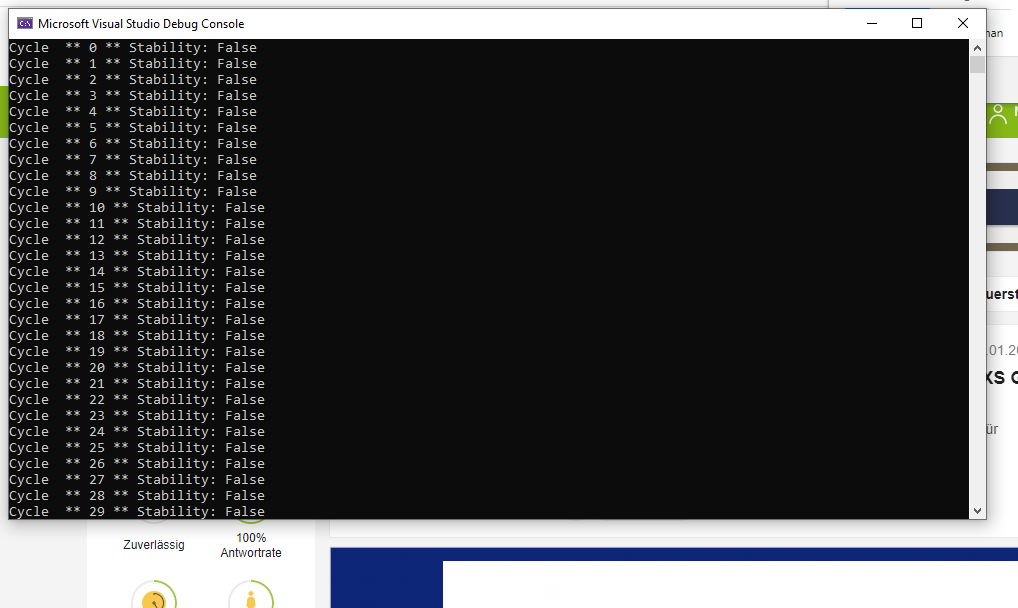 Microsoft Visual Studio Debug Console
Cycle  ** 0 ** Stability: False
Cycle  ** 1 ** Stability: False
Cycle  ** 2 ** Stability: False
Cycle  ** 3 ** Stability: False
Cycle  ** 4 ** Stability: False
Cycle  ** 5 ** Stability: False
Cycle  ** 6 ** Stability: False
Cycle  ** 7 ** Stability: False
Cycle  ** 8 ** Stability: False
Cycle  ** 9 ** Stability: False
Cycle  ** 10 ** Stability: False
Cycle  ** 11 ** Stability: False
Cycle  ** 12 ** Stability: False
Cycle  ** 13 ** Stability: False
Cycle  ** 14 ** Stability: False
Cycle  ** 15 ** Stability: False
Cycle  ** 16 ** Stability: False
Cycle  ** 17 ** Stability: False
Cycle  ** 18 ** Stability: False
Cycle  ** 19 ** Stability: False
Cycle  ** 20 ** Stability: False
Cycle  ** 21 ** Stability: False
Cycle  ** 22 ** Stability: False
Cycle  ** 23 ** Stability: False
Cycle  ** 24 ** Stability: False
Cycle  ** 25 ** Stability: False
Cycle  ** 26 ** Stability: False
Cycle  ** 27 ** Stability: False
Cycle  ** 28 ** Stability: False
Cycle  ** 29 ** Stability: False
Zuverlässig
100%
Antwortrate